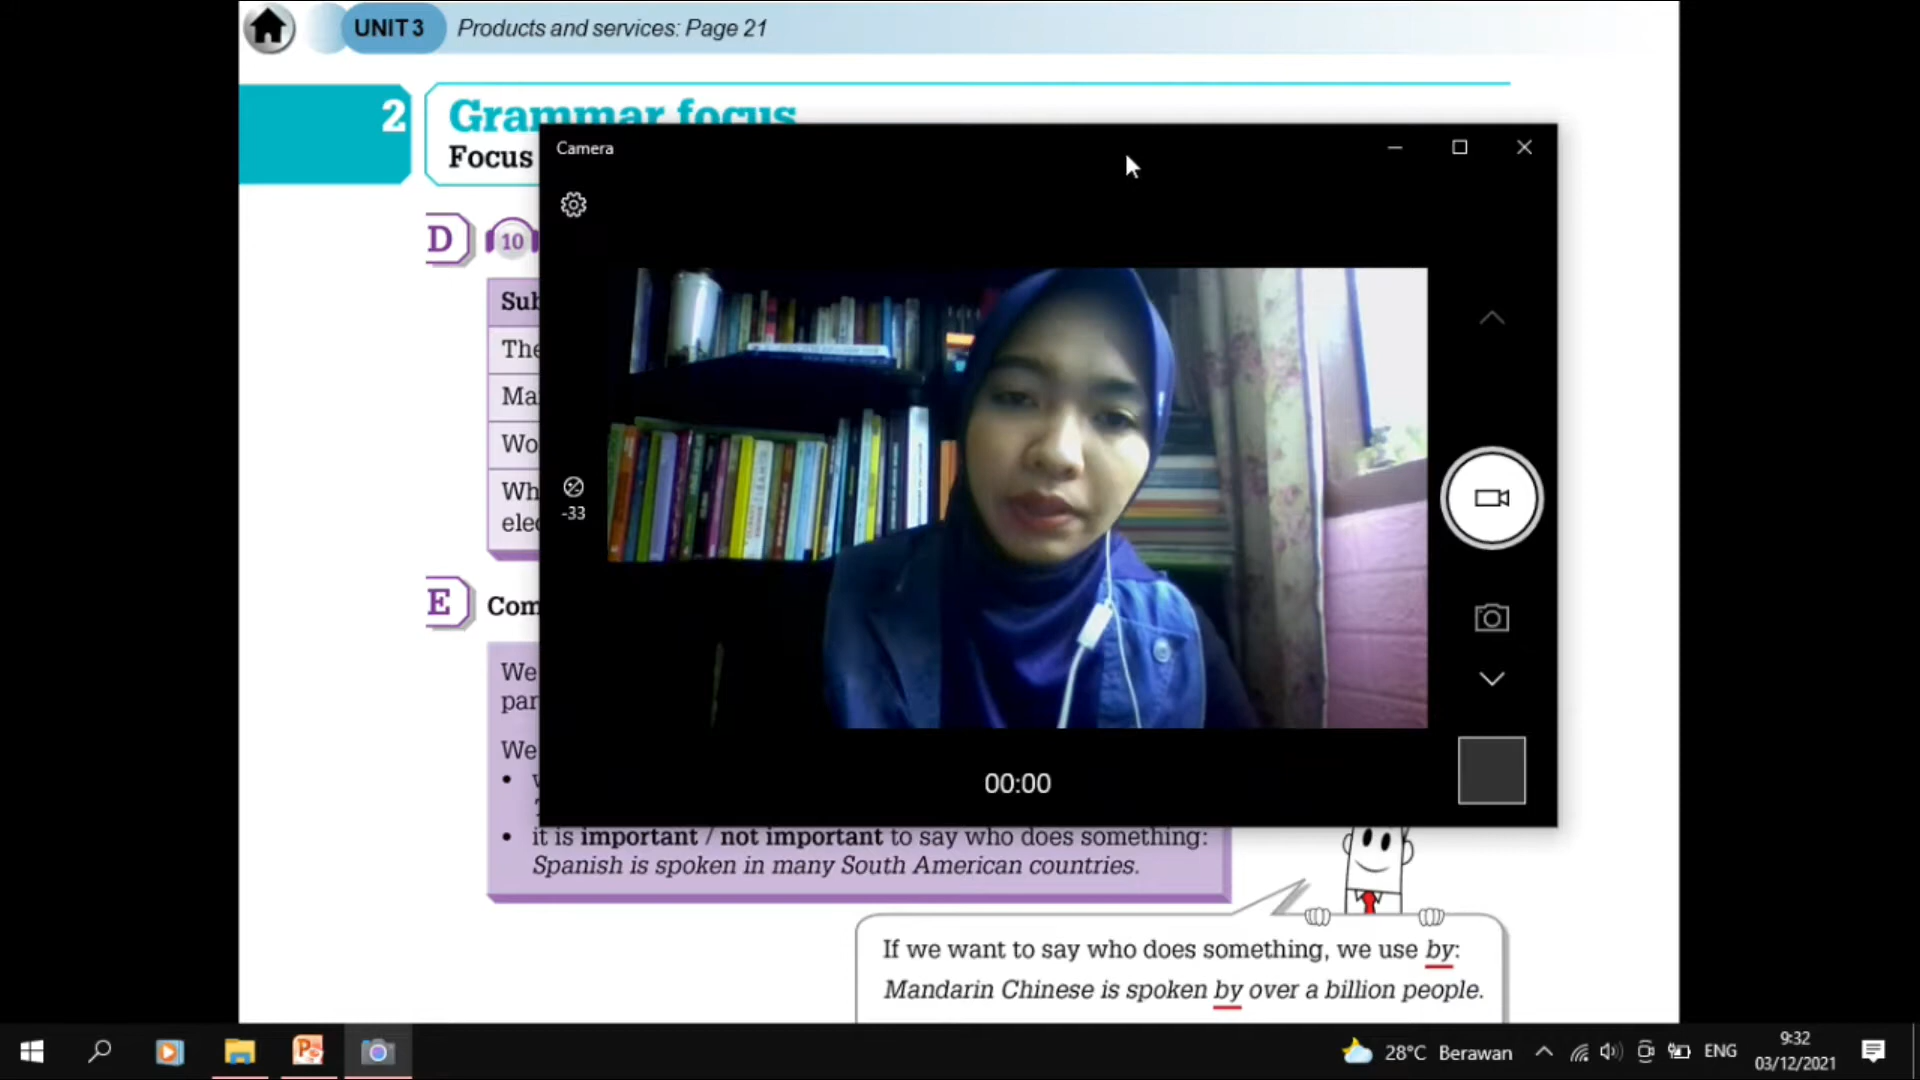 UNIT 3 Products and services: Page 21
2 Grammar focus
Focus
Camera
D 10
Sub
The
Mai
Wo
Wh
elec
-33
E Com
We
par
We
00:00
• it is important / not important to say who does something:
Spanish is spoken in many South American countries.
If we want to say who does something, we use by:
Mandarin Chinese is spoken by over a billion people.
28°C Berawan ENG 9:32
03/12/2021